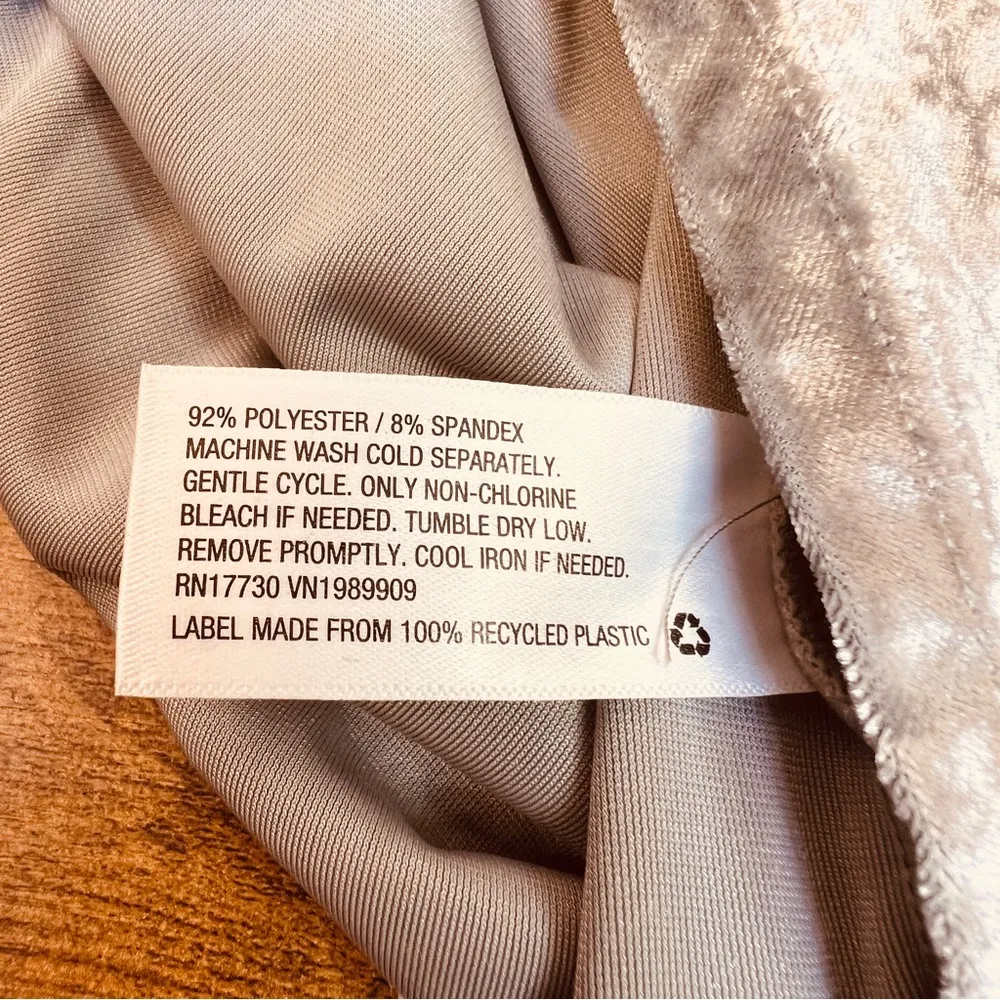 92% POLYESTER / 8% SPANDEX
MACHINE WASH COLD SEPARATELY.
GENTLE CYCLE. ONLY NON-CHLORINE
BLEACH IF NEEDED. TUMBLE DRY LOW.
REMOVE PROMPTLY. COOL IRON IF NEEDED.
RN17730 VN1989909
LABEL MADE FROM 100% RECYCLED PLASTIC